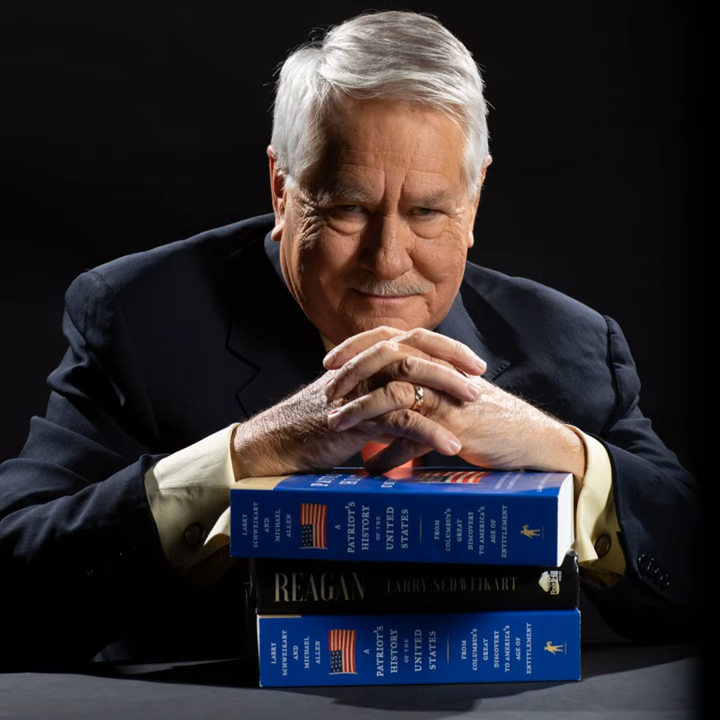 LARRY
SCHWEIKART
AND
MICHAEL
ALLEN
A
PATRIOT'S
HISTORY
OF THE
UNITED
STATES
FROM
COLUMBUS'S
GREAT
DISCOVERY
TO AMERICA'S
AGE OF
ENTITLEMENT
REAGAN LARRY SCHWEIKART
LARRY
SCHWEIKART
AND
MICHAEL
ALLEN
A
PATRIOT'S
HISTORY
OF THE
UNITED
STATES
FROM
COLUMBUS'S
GREAT
DISCOVERY
TO AMERICA'S
AGE OF
ENTITLEMENT